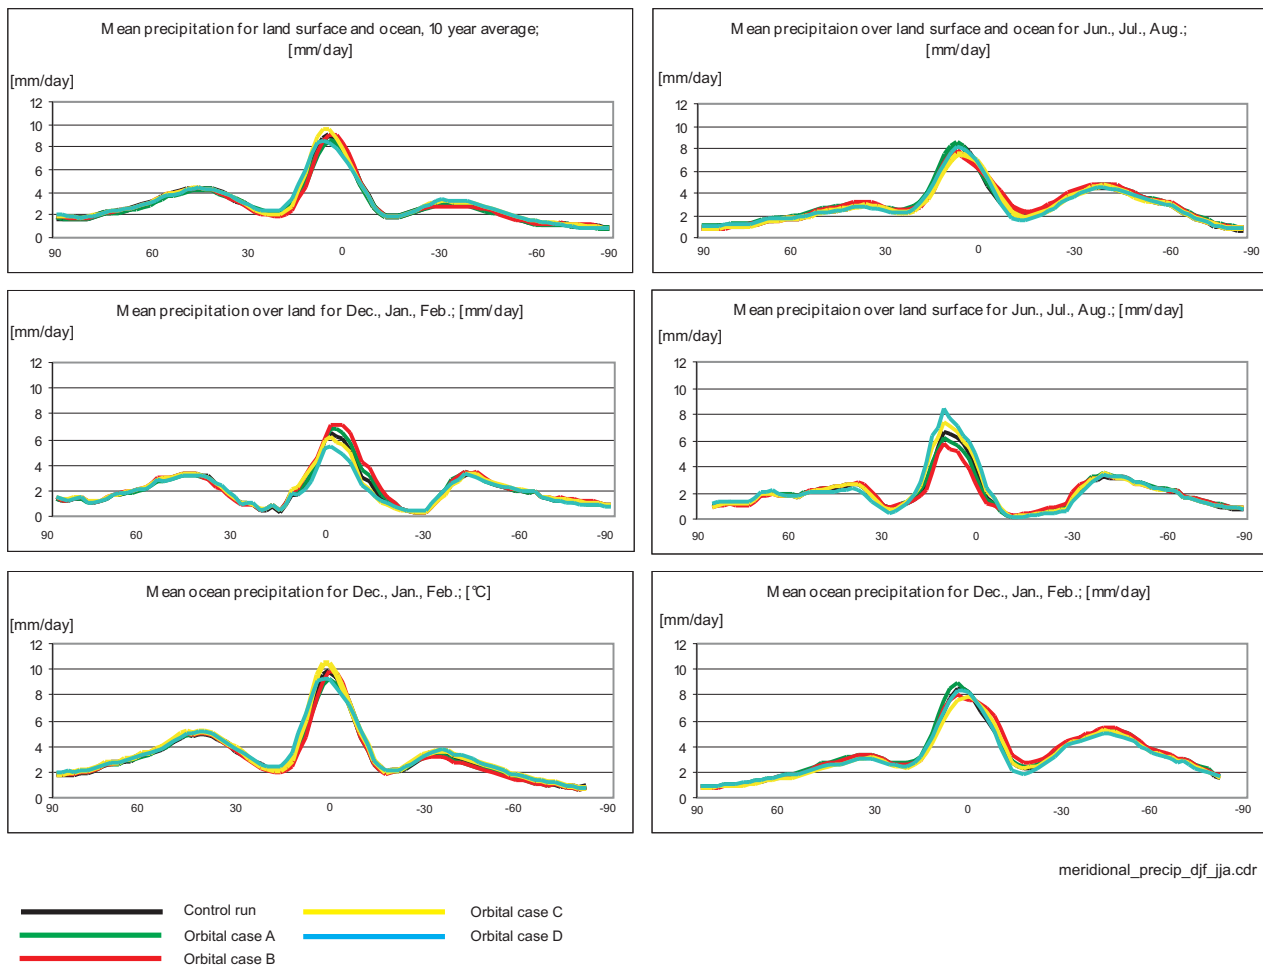 Mean precipitation for land surface and ocean, 10 year average;
[mm/day]
[mm/day]
12
10
8
6
4
2
0
90 60 30 0 -30 -60 -90
Mean precipitaion over land surface and ocean for Jun., Jul., Aug.;
[mm/day]
[mm/day]
12
10
8
6
4
2
0
90 60 30 0 -30 -60 -90
Mean precipitation over land for Dec., Jan., Feb.; [mm/day]
[mm/day]
12
10
8
6
4
2
0
90 60 30 0 -30 -60 -90
Mean precipitaion over land surface for Jun., Jul., Aug.; [mm/day]
[mm/day]
12
10
8
6
4
2
0
90 60 30 0 -30 -60 -90
Mean ocean precipitation for Dec., Jan., Feb.; [°C]
[mm/day]
12
10
8
6
4
2
0
90 60 30 0 -30 -60 -90
Mean ocean precipitation for Dec., Jan., Feb.; [mm/day]
[mm/day]
12
10
8
6
4
2
0
90 60 30 0 -30 -60 -90
meridional_precip_djf_jja.cdr
Control run
Orbital case A
Orbital case B
Orbital case C
Orbital case D